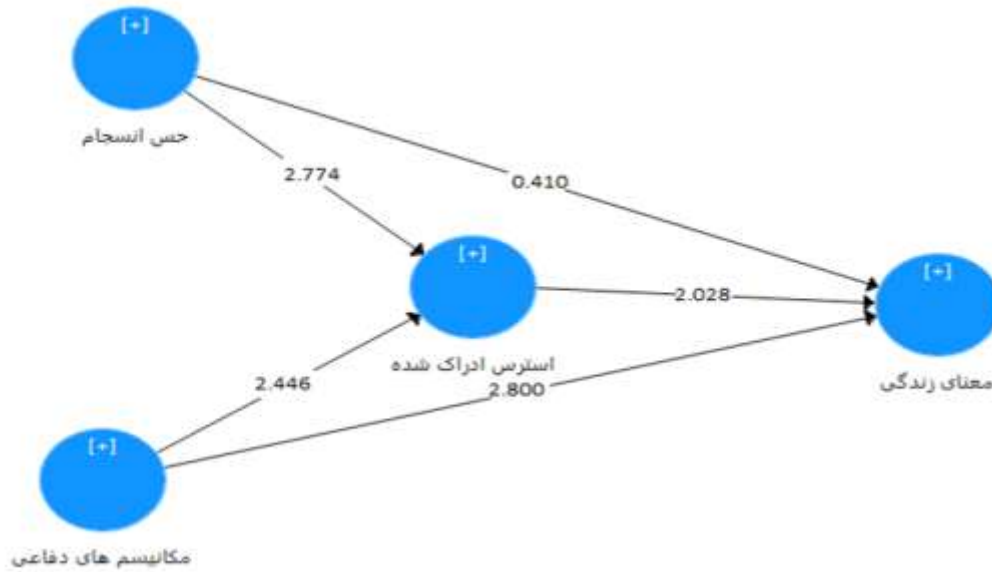 [+]
حس انسجام
2.774
0.410
[+]
استرس ادراک شده
2.028
[+]
معنای زندگی
2.446
2.800
[+]
مکانیسم های دفاعی